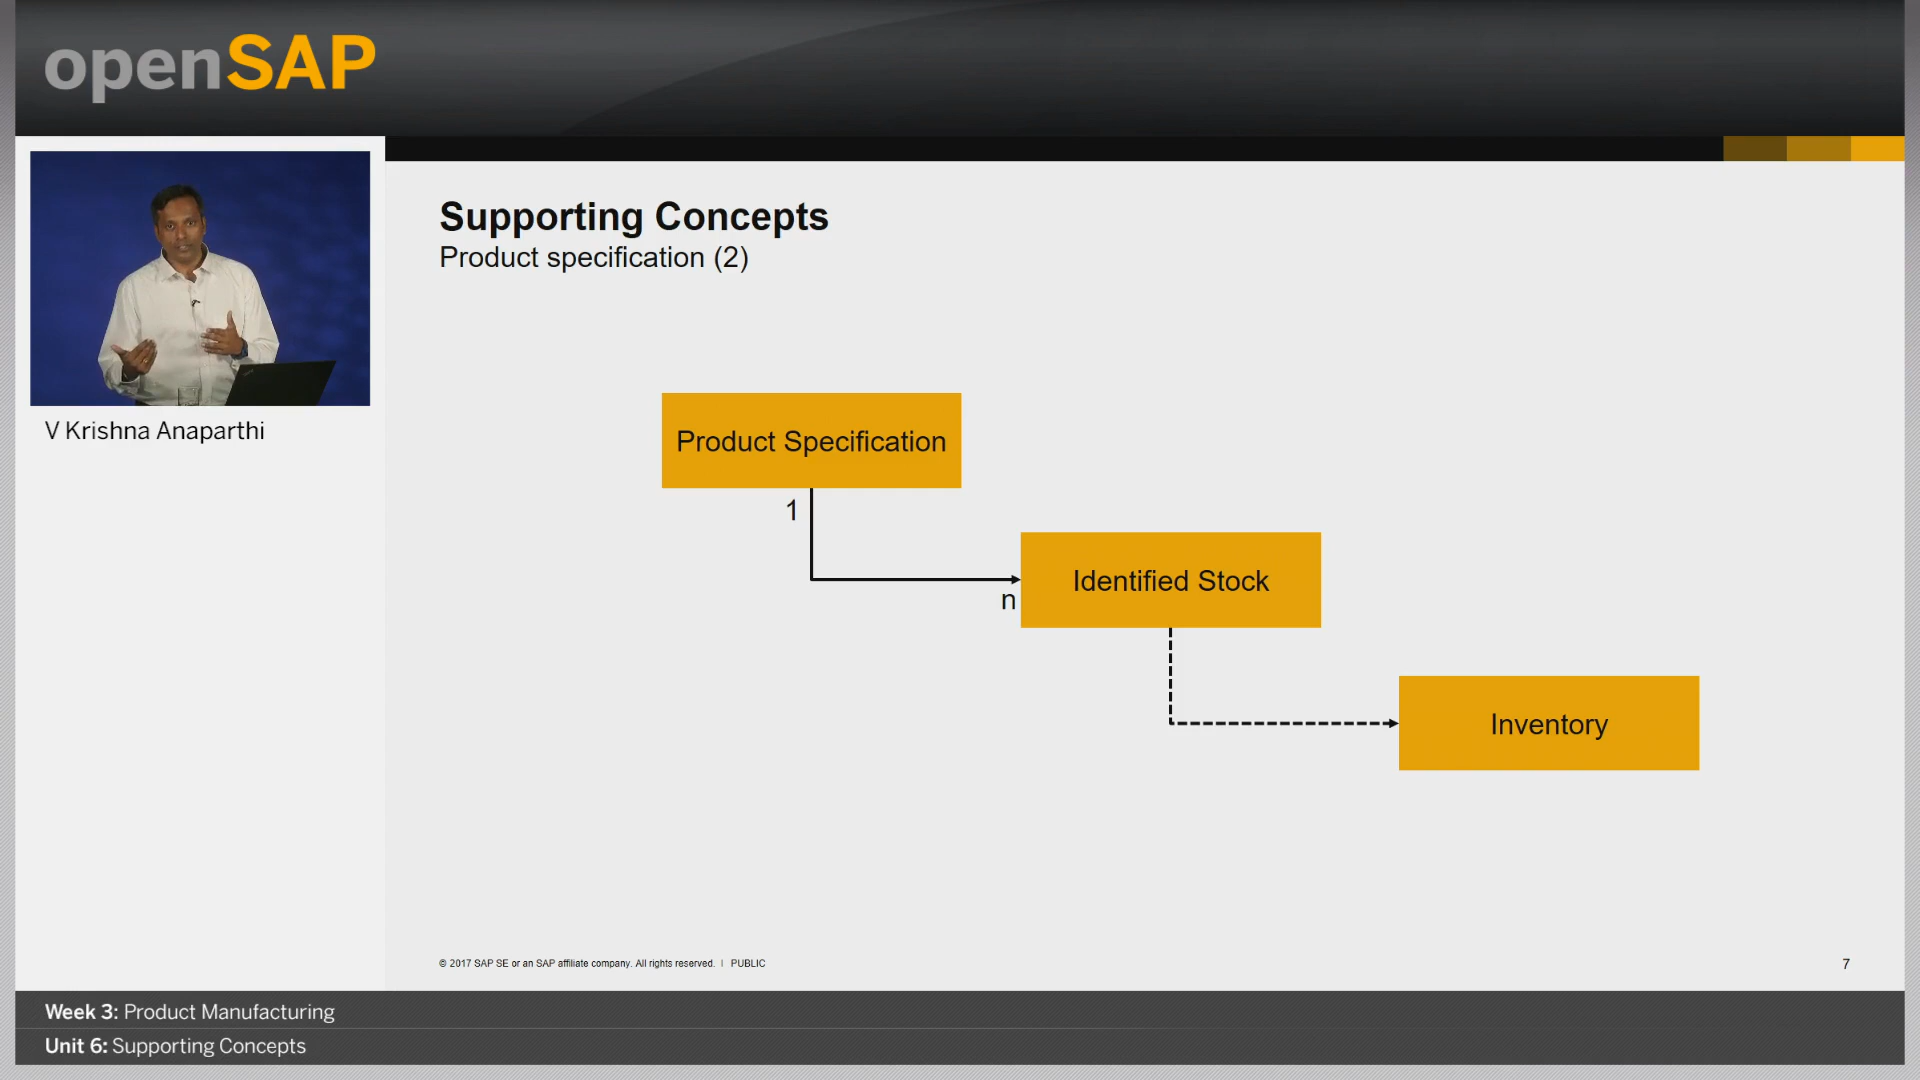 openSAP
V Krishna Anaparthi
Supporting Concepts
Product specification (2)
Product Specification
1
n
Identified Stock
Inventory
© 2017 SAP SE or an SAP affiliate company. All rights reserved. | PUBLIC
7
Week 3: Product Manufacturing
Unit 6: Supporting Concepts